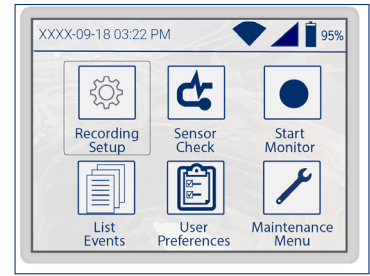 XXXX-09-18 03:22 PM 95%
Recording Setup
Sensor Check
Start Monitor
List Events
User Preferences
Maintenance Menu